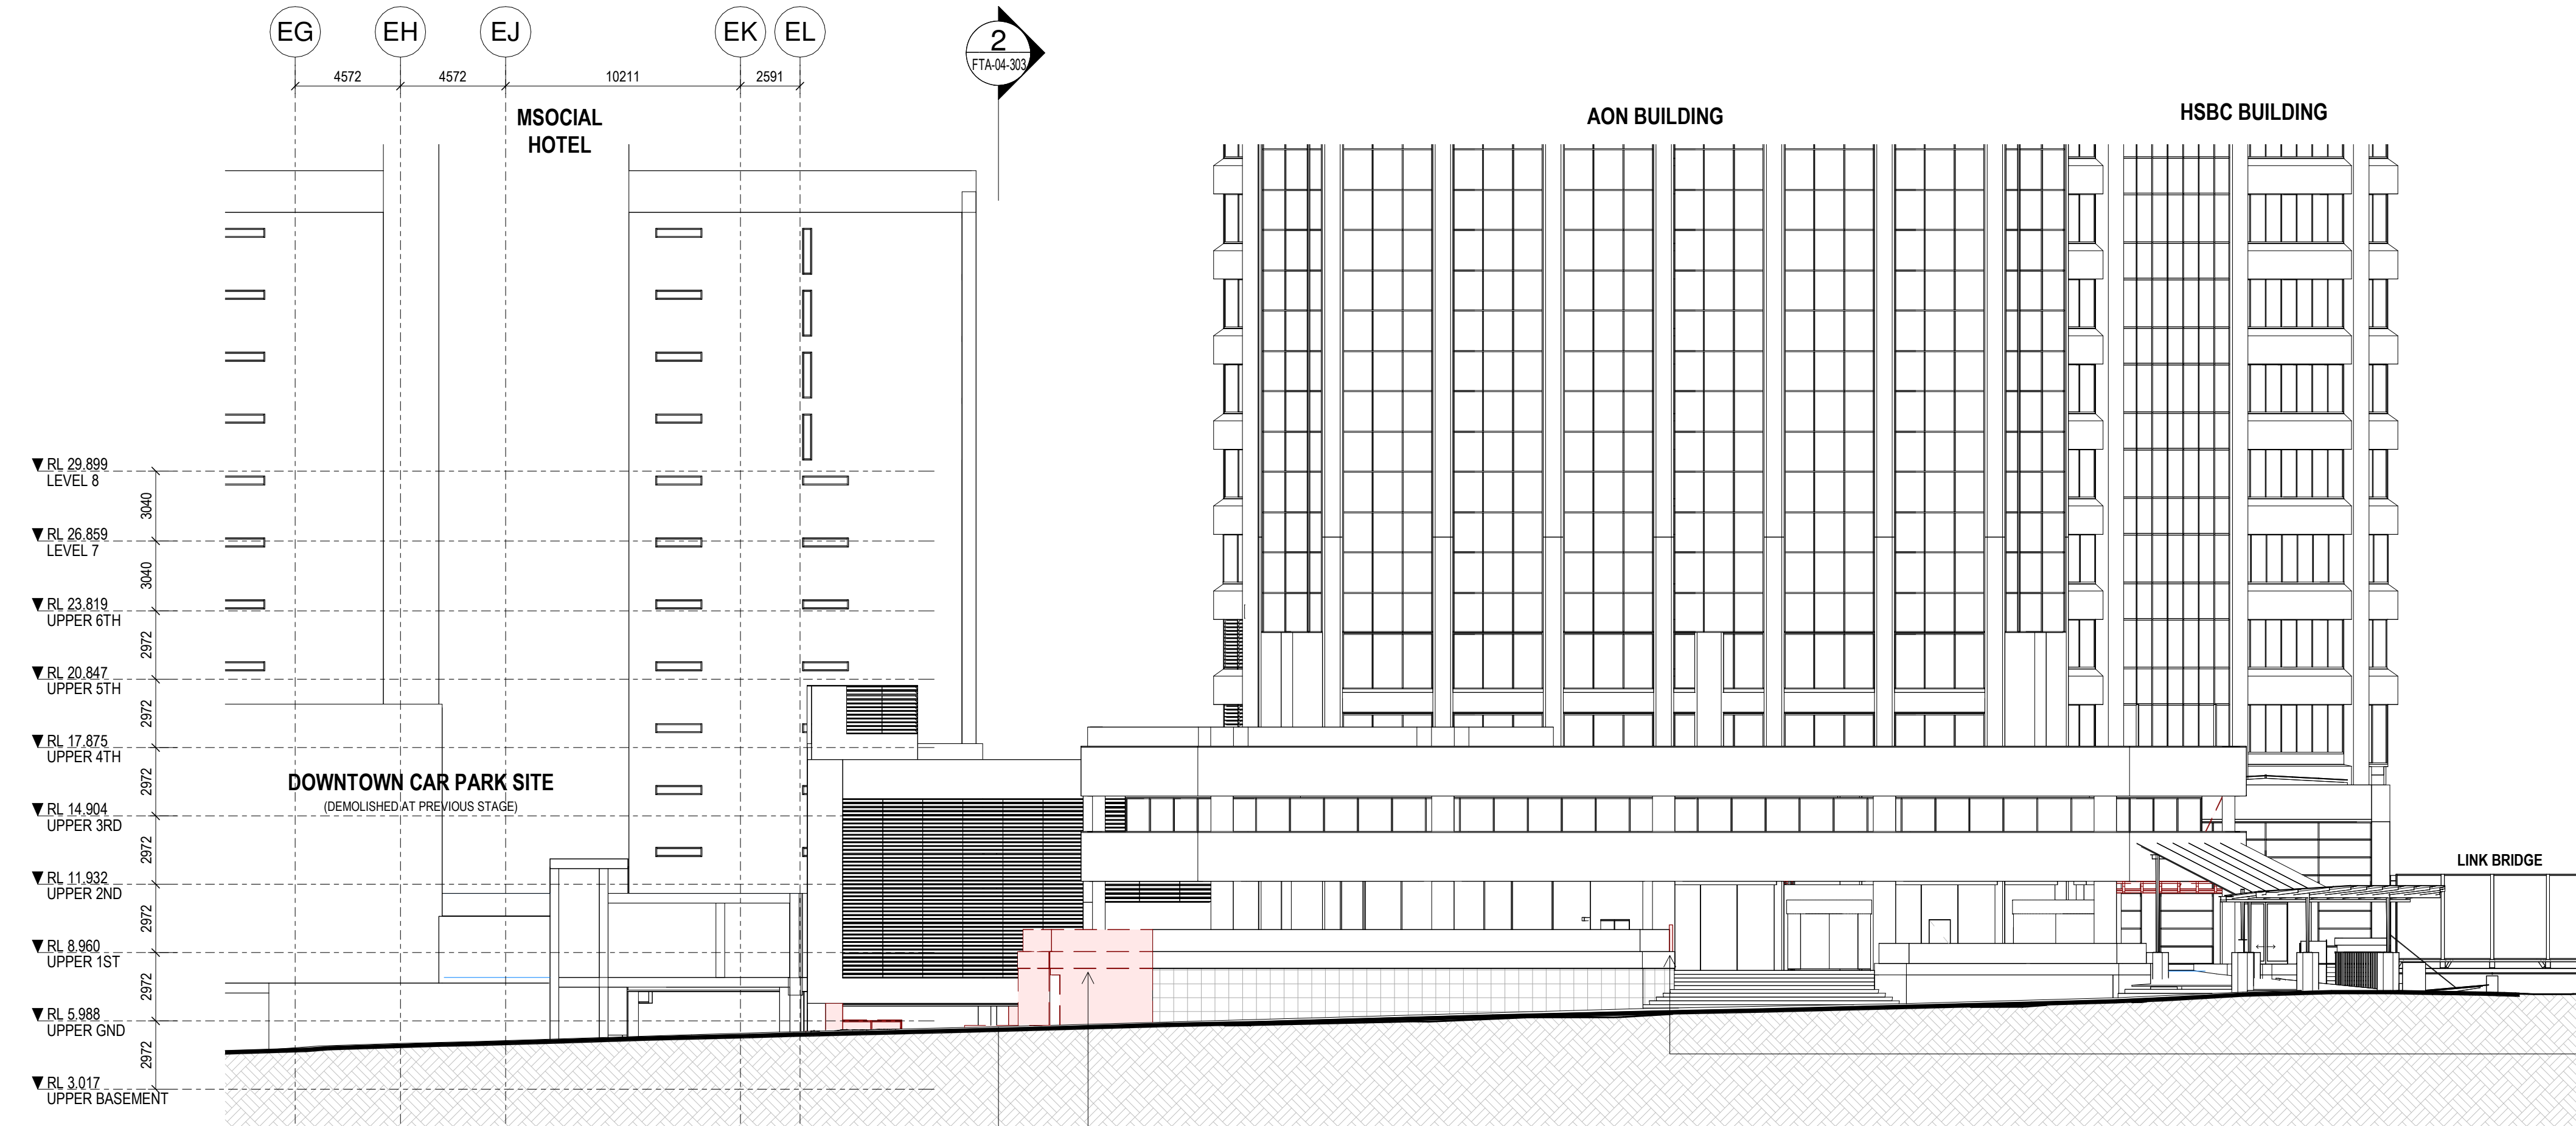 EG EH EJ EK EL 2
FTA-04-303
4572 4572 10211 2591
MSOCIAL
HOTEL
AON BUILDING
HSBC BUILDING
RL 29.899
LEVEL 8
3040
RL 26.859
LEVEL 7
3040
RL 23.819
UPPER 6TH
2972
RL 20.847
UPPER 5TH
2972
RL 17.875
UPPER 4TH
2972
DOWNTOWN CAR PARK SITE
(DEMOLISHED AT PREVIOUS STAGE)
RL 14.904
UPPER 3RD
2972
LINK BRIDGE
RL 11.932
UPPER 2ND
2972
RL 8.960
UPPER 1ST
2972
RL 5.988
UPPER GND
2972
RL 3.017
UPPER BASEMENT